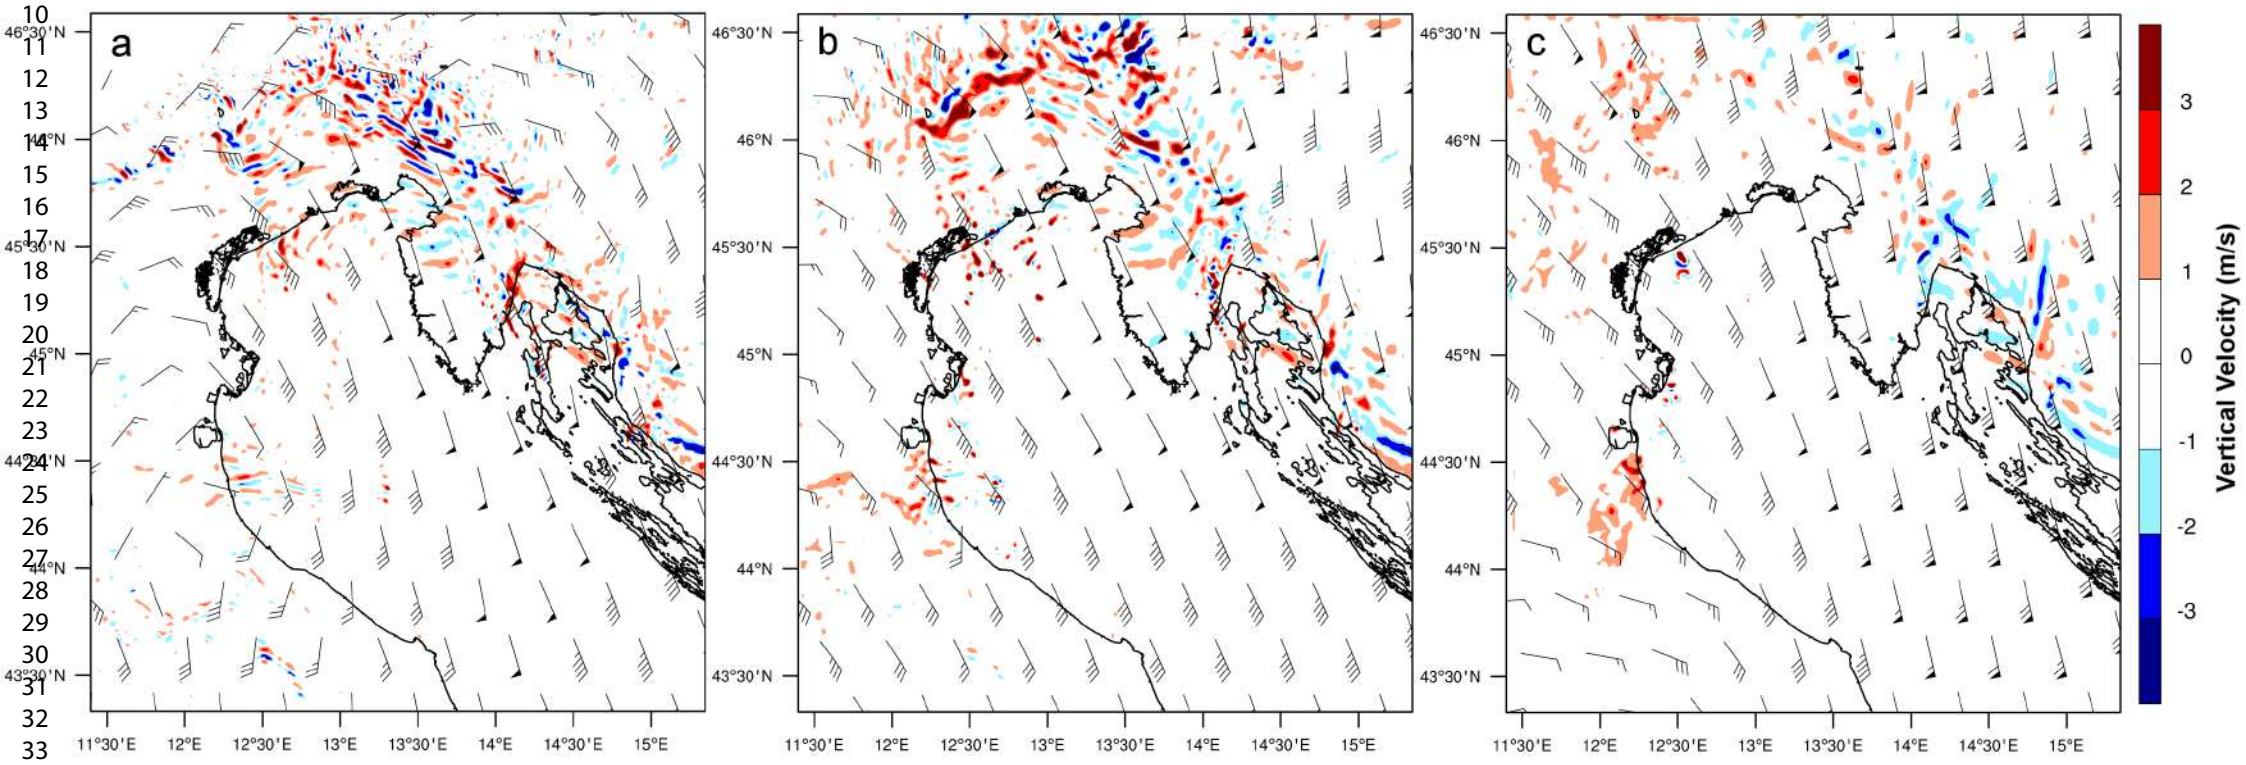 10
11
12
13
14
15
16
17
18
19
20
21
22
23
24
25
26
27
28
29
30
31
32
33
a
46°30'N
46°N
45°30'N
45°N
44°30'N
44°N
43°30'N
11°30'E 12°E 12°30'E 13°E 13°30'E 14°E 14°30'E 15°E
b
46°30'N
46°N
45°30'N
45°N
44°30'N
44°N
43°30'N
11°30'E 12°E 12°30'E 13°E 13°30'E 14°E 14°30'E 15°E
c
46°30'N
46°N
45°30'N
45°N
44°30'N
44°N
43°30'N
11°30'E 12°E 12°30'E 13°E 13°30'E 14°E 14°30'E 15°E
3
2
1
0
-1
-2
-3
Vertical Velocity (m/s)